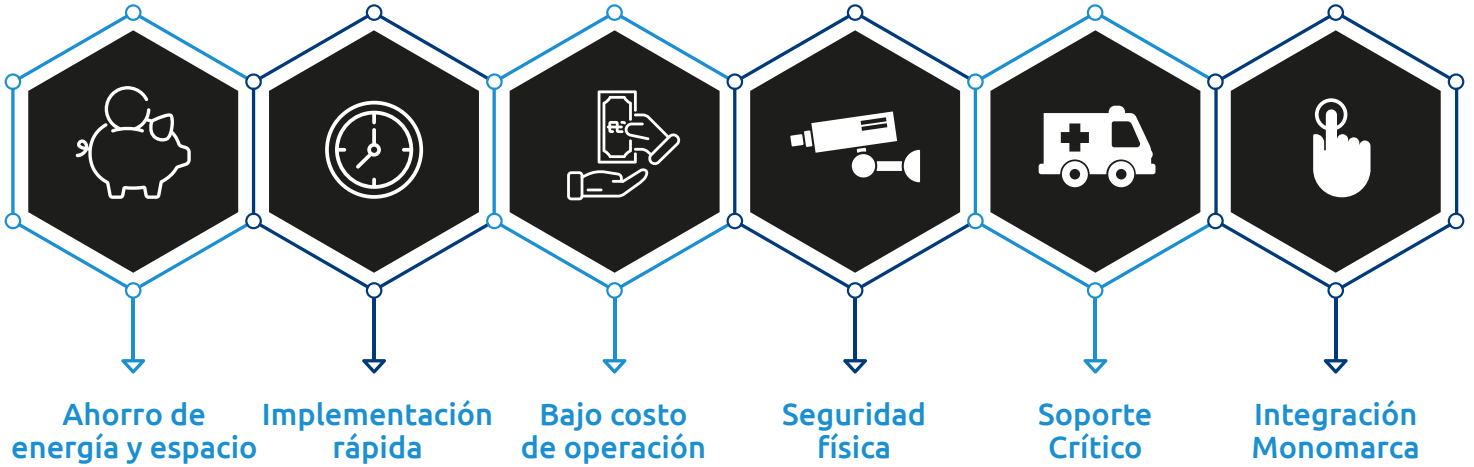 Ahorro de
energía y espacio
Implementación
rápida
Bajo costo
de operación
Seguridad
física
Soporte
Crítico
Integración
Monomarca